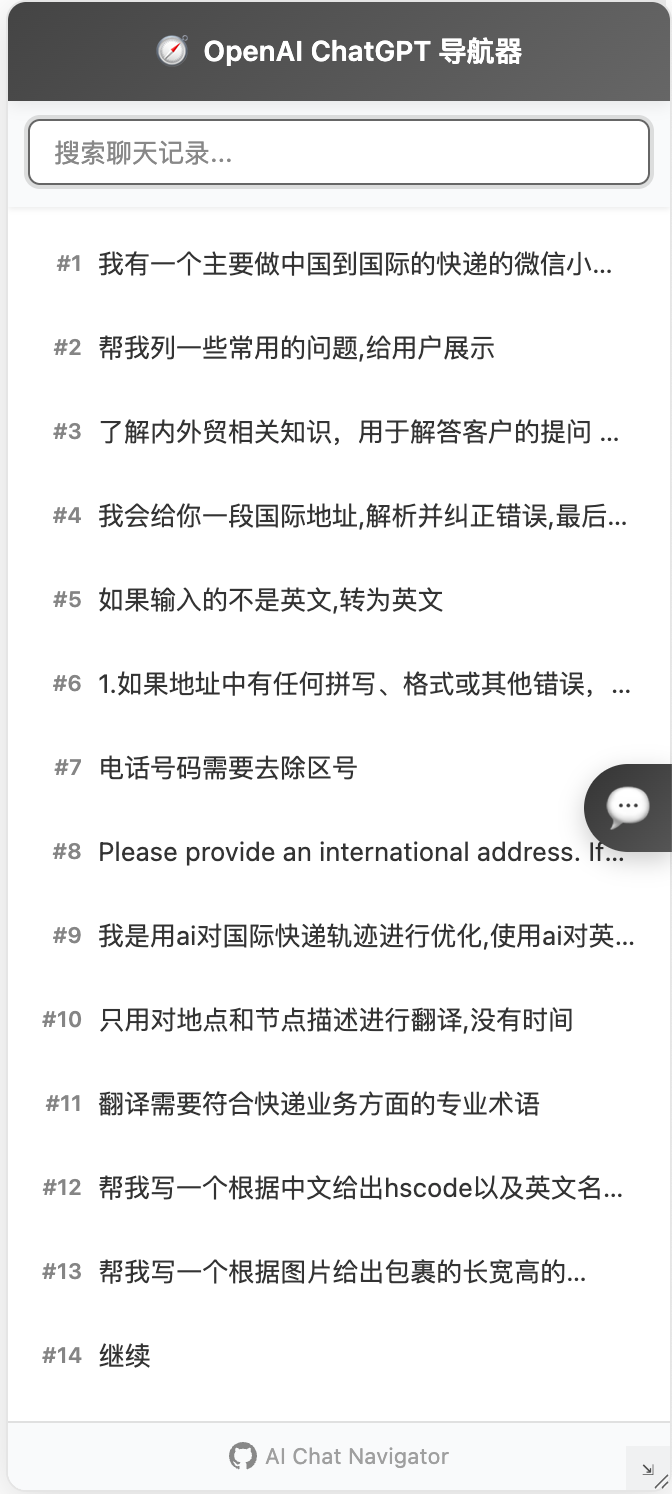 OpenAI ChatGPT 导航器
搜索聊天记录...
#1 我有一个主要做中国到国际的快递的微信小...
#2 帮我列一些常用的问题,给用户展示
#3 了解内外贸相关知识，用于解答客户的提问 ...
#4 我会给你一段国际地址,解析并纠正错误,最后...
#5 如果输入的不是英文,转为英文
#6 1.如果地址中有任何拼写、格式或其他错误，...
#7 电话号码需要去除区号
#8 Please provide an international address. If...
#9 我是用ai对国际快递轨迹进行优化,使用ai对英...
#10 只用对地点和节点描述进行翻译,没有时间
#11 翻译需要符合快递业务方面的专业术语
#12 帮我写一个根据中文给出hscode以及英文名...
#13 帮我写一个根据图片给出包裹的长宽高的...
#14 继续
AI Chat Navigator